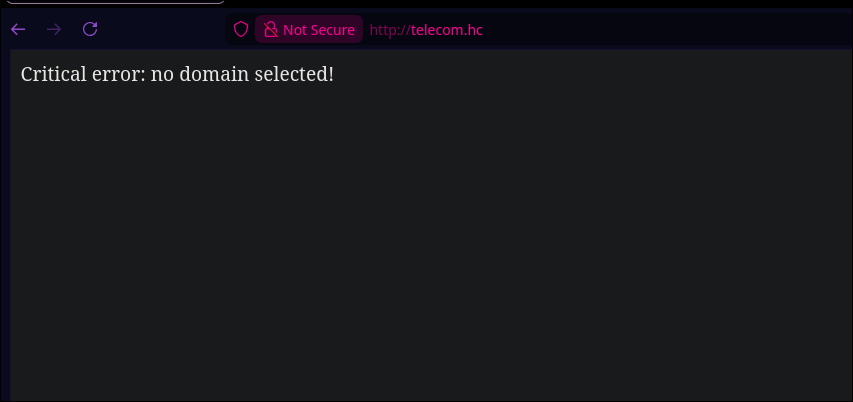 Not Secure http://telecom.hc
Critical error: no domain selected!